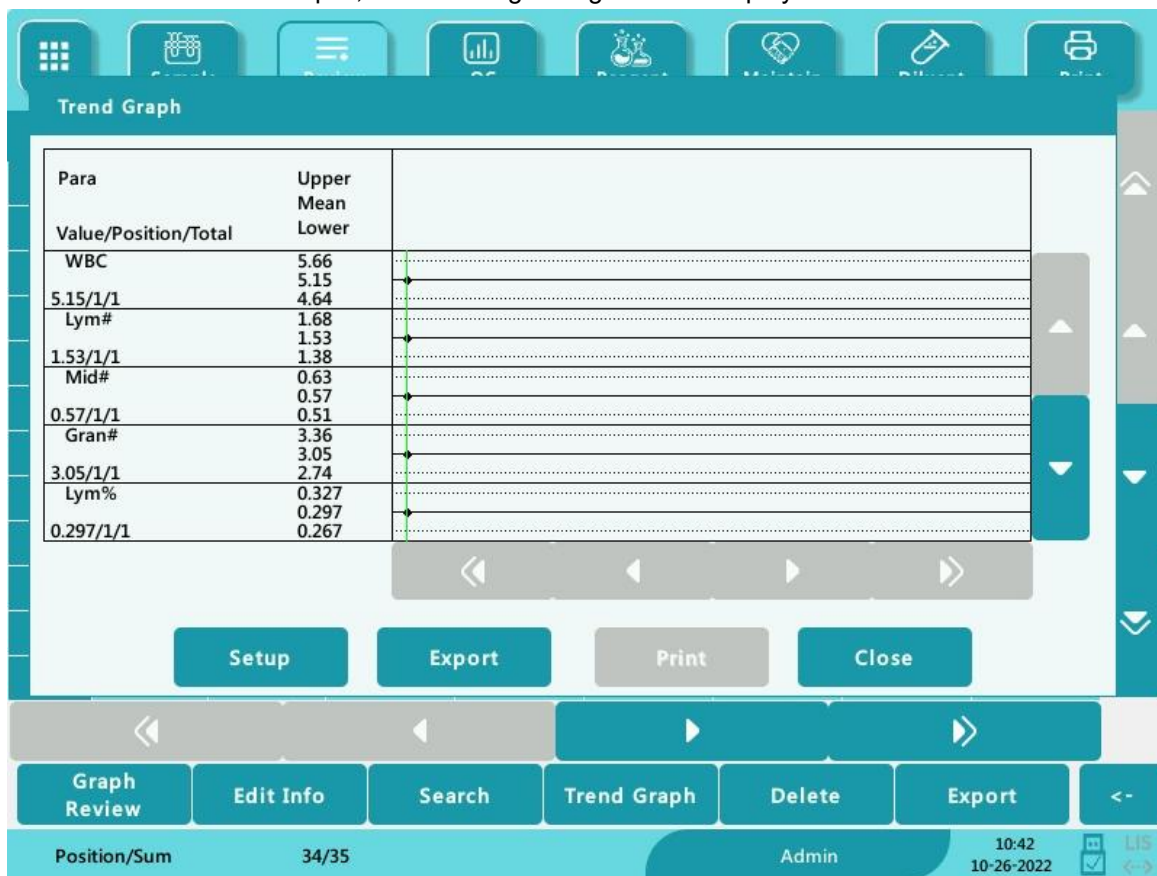 Trend Graph
Para Upper
Mean
Value/Position/Total Lower
WBC 5.66
5.15
5.15/1/1 4.64
Lym# 1.68
1.53
1.53/1/1 1.38
Mid# 0.63
0.57
0.57/1/1 0.51
Gran# 3.36
3.05
3.05/1/1 2.74
Lym% 0.327
0.297
0.297/1/1 0.267
Setup Export Print Close
Graph Review Edit Info Search Trend Graph Delete Export <-
Position/Sum 34/35 Admin 10:42 LIS
10-26-2022